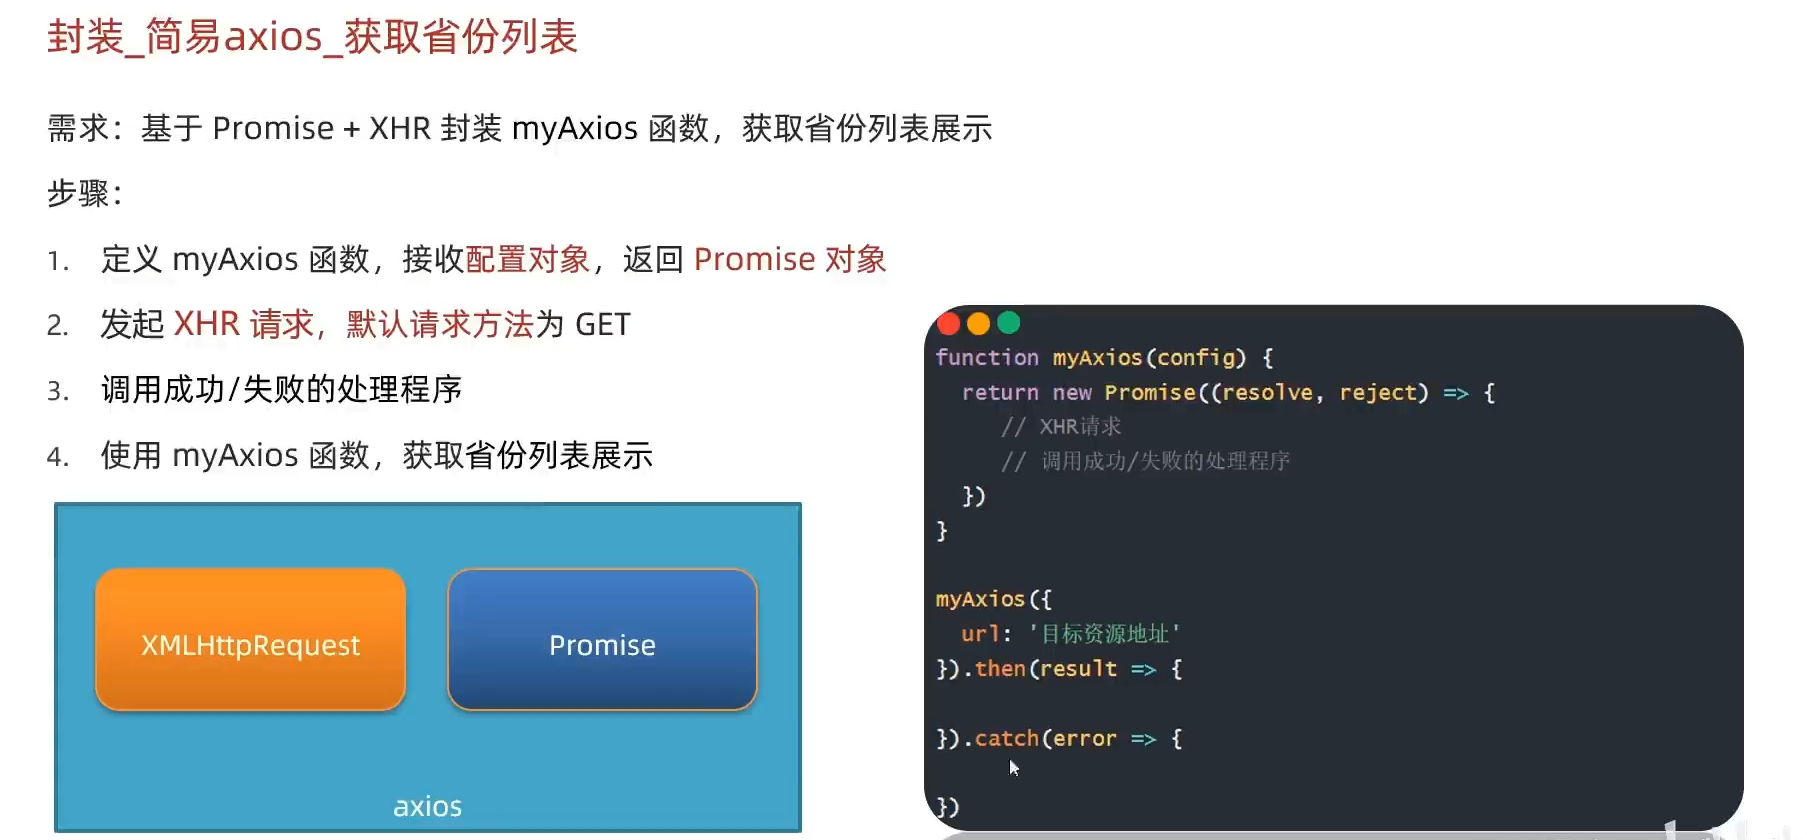 封装_简易axios_获取省份列表
需求：基于 Promise + XHR 封装 myAxios 函数，获取省份列表展示
步骤：
1. 定义 myAxios 函数，接收配置对象，返回 Promise 对象
2. 发起 XHR 请求，默认请求方法为 GET
3. 调用成功/失败的处理程序
4. 使用 myAxios 函数，获取省份列表展示
XMLHttpRequest
Promise
axios
function myAxios(config) {
  return new Promise((resolve, reject) => {
     // XHR请求
     // 调用成功/失败的处理程序
  })
}
myAxios({
  url: '目标资源地址'
}).then(result => {
}).catch(error => {
})